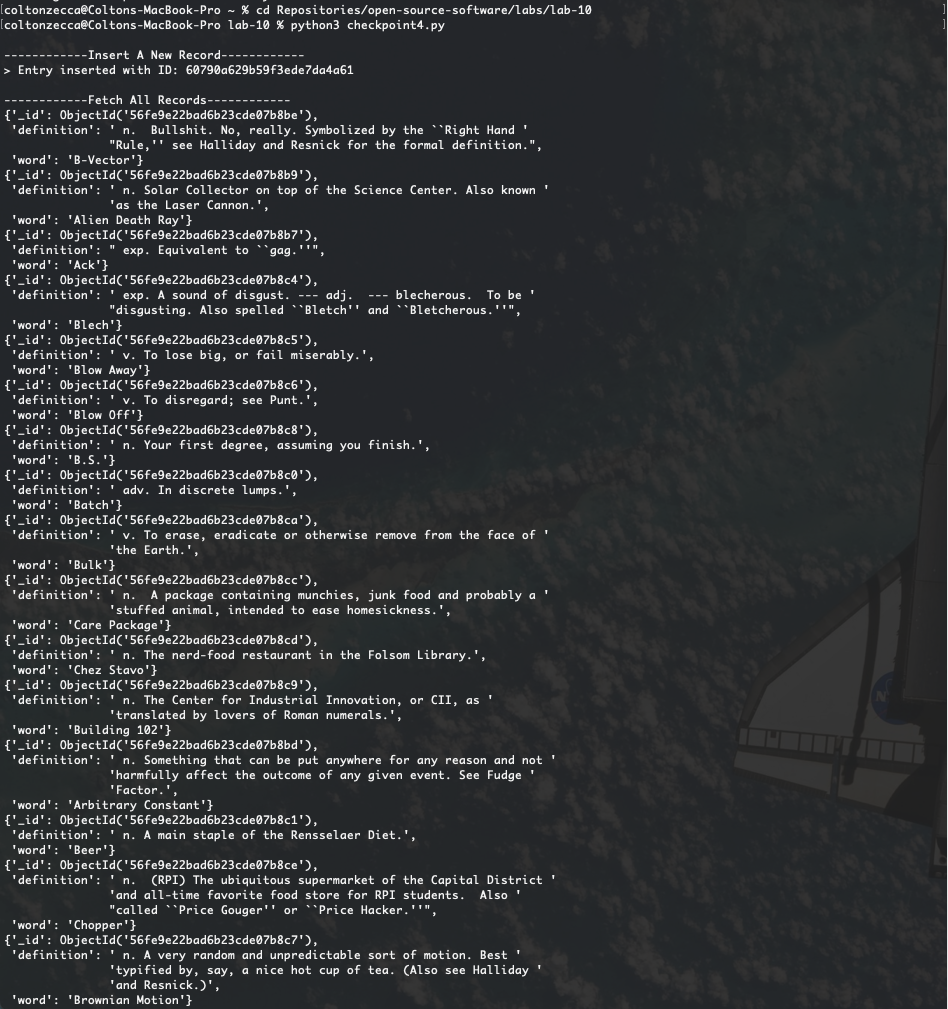 [coltonzecca@Coltons-MacBook-Pro ~ % cd Repositories/open-source-software/labs/lab-10 ]
[coltonzecca@Coltons-MacBook-Pro lab-10 % python3 checkpoint4.py ]
------------Insert A New Record------------
> Entry inserted with ID: 60790a629b59f3ede7da4a61
------------Fetch All Records------------
{'_id': ObjectId('56fe9e22bad6b23cde07b8be'),
 'definition': ' n.  Bullshit. No, really. Symbolized by the ``Right Hand '
               "Rule,'' see Halliday and Resnick for the formal definition.",
 'word': 'B-Vector'}
{'_id': ObjectId('56fe9e22bad6b23cde07b8b9'),
 'definition': ' n. Solar Collector on top of the Science Center. Also known '
               'as the Laser Cannon.',
 'word': 'Alien Death Ray'}
{'_id': ObjectId('56fe9e22bad6b23cde07b8b7'),
 'definition': " exp. Equivalent to ``gag.''",
 'word': 'Ack'}
{'_id': ObjectId('56fe9e22bad6b23cde07b8c4'),
 'definition': ' exp. A sound of disgust. --- adj.  --- blecherous.  To be '
               "disgusting. Also spelled ``Bletch'' and ``Bletcherous.''",
 'word': 'Blech'}
{'_id': ObjectId('56fe9e22bad6b23cde07b8c5'),
 'definition': ' v. To lose big, or fail miserably.',
 'word': 'Blow Away'}
{'_id': ObjectId('56fe9e22bad6b23cde07b8c6'),
 'definition': ' v. To disregard; see Punt.',
 'word': 'Blow Off'}
{'_id': ObjectId('56fe9e22bad6b23cde07b8c8'),
 'definition': ' n. Your first degree, assuming you finish.',
 'word': 'B.S.'}
{'_id': ObjectId('56fe9e22bad6b23cde07b8c0'),
 'definition': ' adv. In discrete lumps.',
 'word': 'Batch'}
{'_id': ObjectId('56fe9e22bad6b23cde07b8ca'),
 'definition': ' v. To erase, eradicate or otherwise remove from the face of '
               'the Earth.',
 'word': 'Bulk'}
{'_id': ObjectId('56fe9e22bad6b23cde07b8cc'),
 'definition': ' n.  A package containing munchies, junk food and probably a '
               'stuffed animal, intended to ease homesickness.',
 'word': 'Care Package'}
{'_id': ObjectId('56fe9e22bad6b23cde07b8cd'),
 'definition': ' n. The nerd-food restaurant in the Folsom Library.',
 'word': 'Chez Stavo'}
{'_id': ObjectId('56fe9e22bad6b23cde07b8c9'),
 'definition': ' n. The Center for Industrial Innovation, or CII, as '
               'translated by lovers of Roman numerals.',
 'word': 'Building 102'}
{'_id': ObjectId('56fe9e22bad6b23cde07b8bd'),
 'definition': ' n. Something that can be put anywhere for any reason and not '
               'harmfully affect the outcome of any given event. See Fudge '
               'Factor.',
 'word': 'Arbitrary Constant'}
{'_id': ObjectId('56fe9e22bad6b23cde07b8c1'),
 'definition': ' n. A main staple of the Rensselaer Diet.',
 'word': 'Beer'}
{'_id': ObjectId('56fe9e22bad6b23cde07b8ce'),
 'definition': ' n.  (RPI) The ubiquitous supermarket of the Capital District '
               'and all-time favorite food store for RPI students.  Also '
               "called ``Price Gouger'' or ``Price Hacker.''",
 'word': 'Chopper'}
{'_id': ObjectId('56fe9e22bad6b23cde07b8c7'),
 'definition': ' n. A very random and unpredictable sort of motion. Best '
               'typified by, say, a nice hot cup of tea. (Also see Halliday '
               'and Resnick.)',
 'word': 'Brownian Motion'}